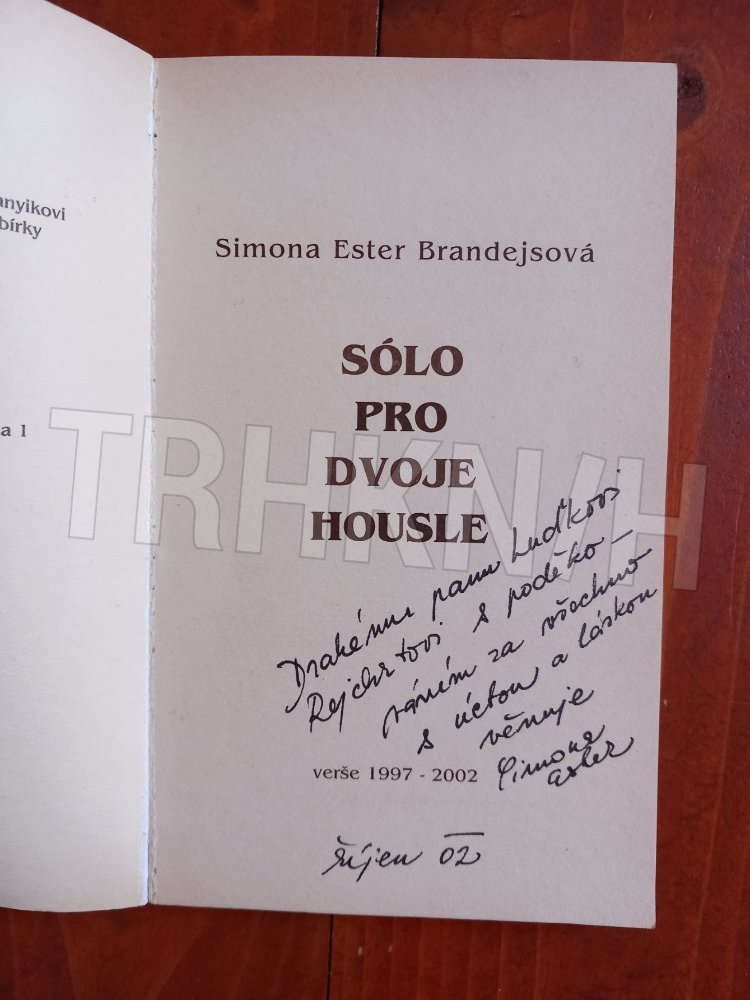 anyikovi
bírky
a 1
Simona Ester Brandejsová
SÓLO
PRO
DVOJE
HOUSLE
Drahému panu Luďkovi
Rejchrtovi s poděko-
váním za všechno
s úctou a láskou
věnuje
Simona
Ester
verše 1997 - 2002
říjen 02
TRHKNIH